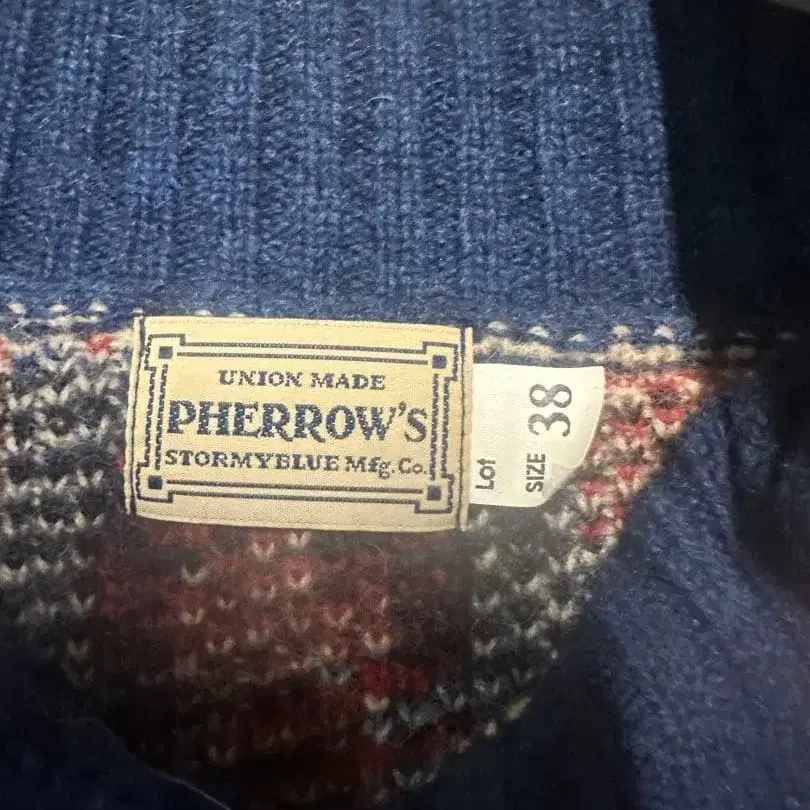 UNION MADE
PHERROW'S
STORMYBLUE Mfg.Co.
Lot
SIZE 38